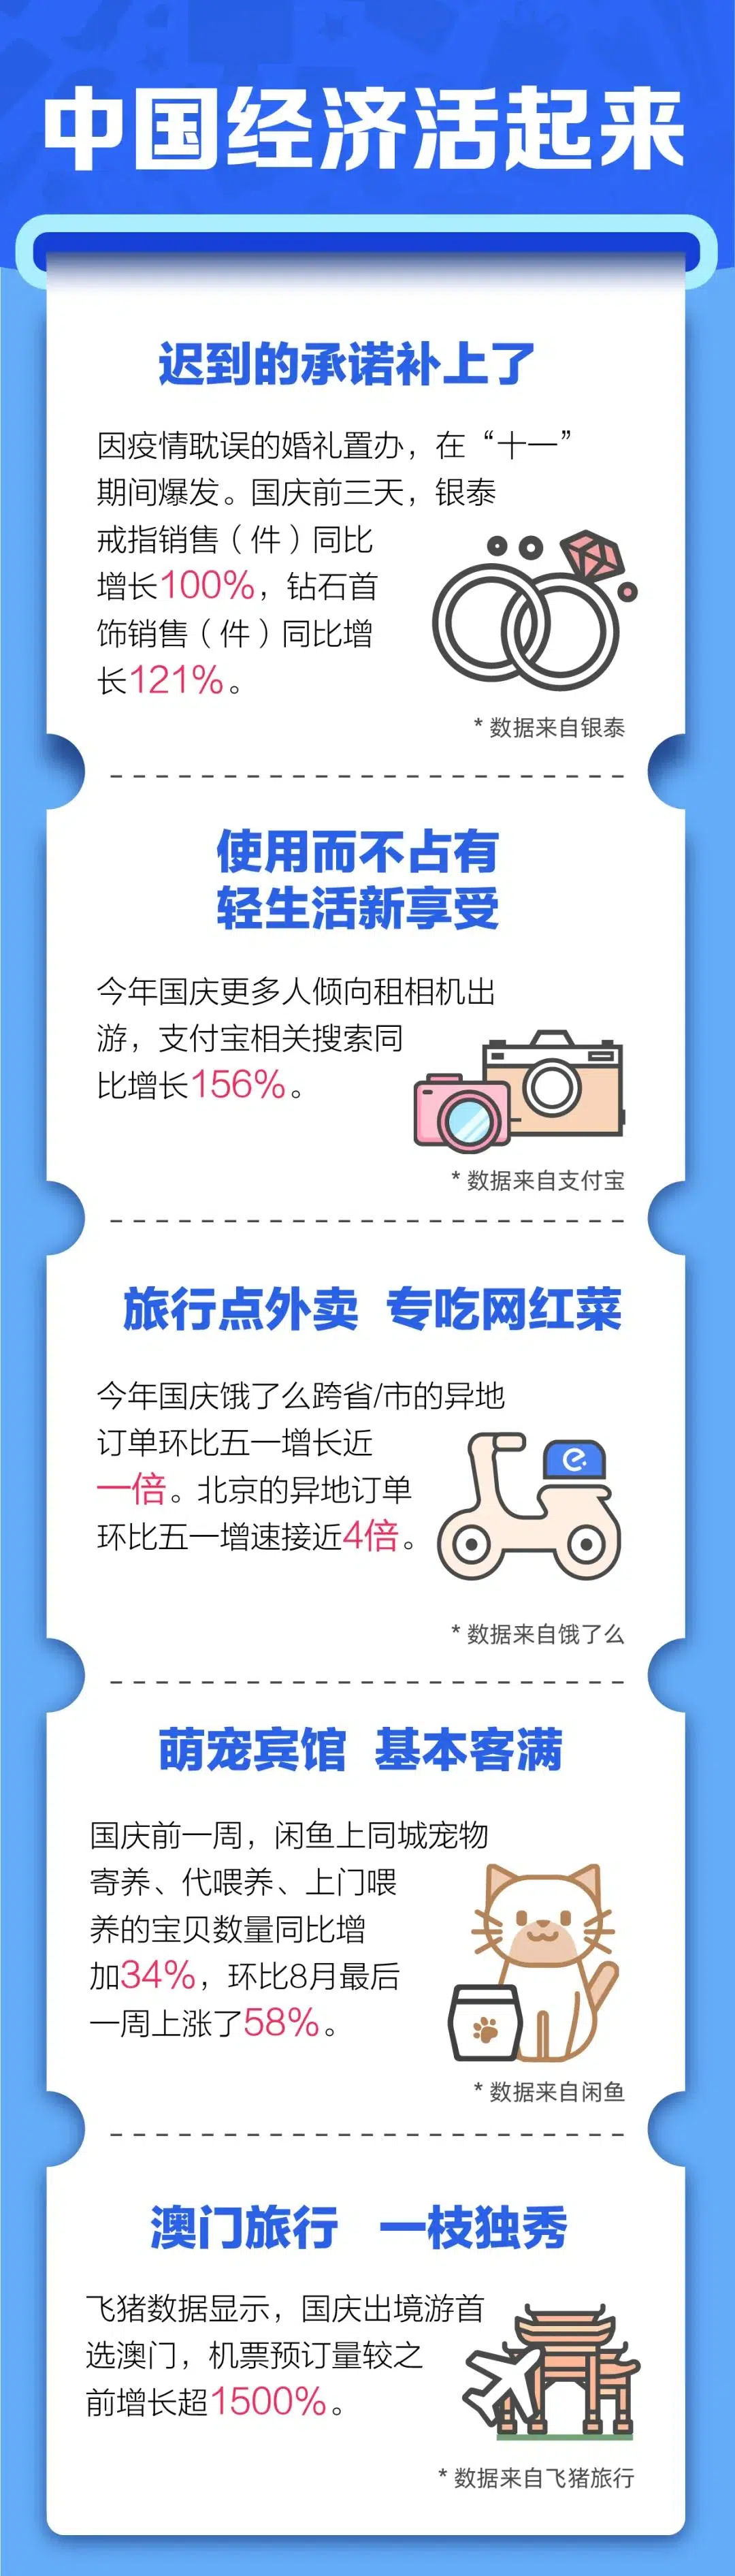 中国经济活起来
迟到的承诺补上了
因疫情耽误的婚礼置办，在“十一”
期间爆发。国庆前三天，银泰
戒指销售（件）同比
增长100%，钻石首
饰销售（件）同比增
长121%。
* 数据来自银泰
使用而不占有
轻生活新享受
今年国庆更多人倾向租相机出
游，支付宝相关搜索同
比增长156%。
* 数据来自支付宝
旅行点外卖 专吃网红菜
今年国庆饿了么跨省/市的异地
订单环比五一增长近
一倍。北京的异地订单
环比五一增速接近4倍。
* 数据来自饿了么
萌宠宾馆 基本客满
国庆前一周，闲鱼上同城宠物
寄养、代喂养、上门喂
养的宝贝数量同比增
加34%，环比8月最后
一周上涨了58%。
* 数据来自闲鱼
澳门旅行 一枝独秀
飞猪数据显示，国庆出境游首
选澳门，机票预订量较之
前增长超1500%。
* 数据来自飞猪旅行